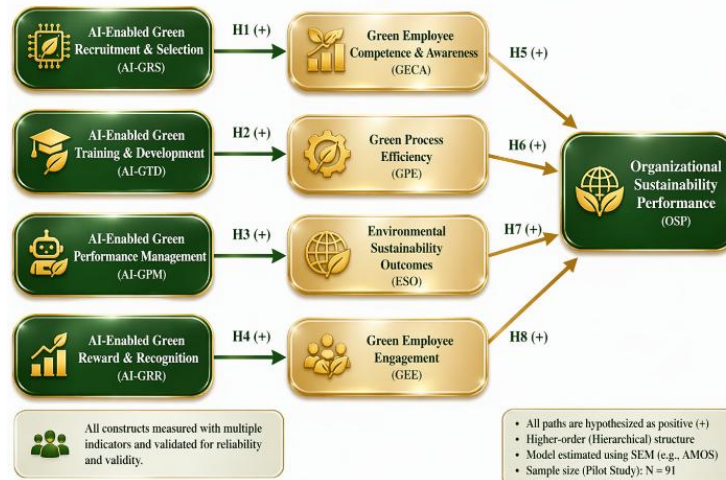 AI-Enabled Green
Recruitment & Selection
(AI-GRS)
H1 (+)
Green Employee
Competence & Awareness
(GECA)
H5 (+)
AI-Enabled Green
Training & Development
(AI-GTD)
H2 (+)
Green Process
Efficiency
(GPE)
H6 (+)
Organizational
Sustainability
Performance
(OSP)
AI-Enabled Green
Performance Management
(AI-GPM)
H3 (+)
Environmental
Sustainability
Outcomes
(ESO)
H7 (+)
AI-Enabled Green
Reward & Recognition
(AI-GRR)
H4 (+)
Green Employee
Engagement
(GEE)
H8 (+)
All constructs measured with multiple
indicators and validated for reliability
and validity.
• All paths are hypothesized as positive (+)
• Higher-order (Hierarchical) structure
• Model estimated using SEM (e.g., AMOS)
• Sample size (Pilot Study): N = 91